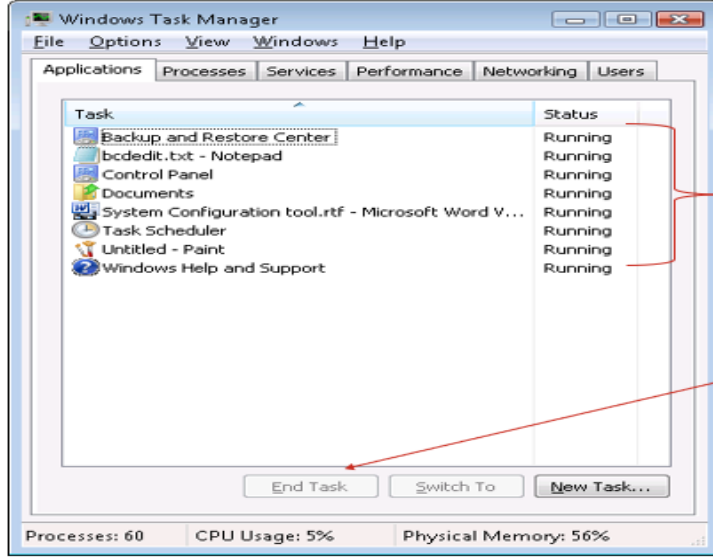 Windows Task Manager
File Options View Windows Help
Applications Processes Services Performance Networking Users
Task Status
Backup and Restore Center Running
bcdedit.txt - Notepad Running
Control Panel Running
Documents Running
System Configuration tool.rtf - Microsoft Word V... Running
Task Scheduler Running
Untitled - Paint Running
Windows Help and Support Running
End Task Switch To New Task...
Processes: 60 CPU Usage: 5% Physical Memory: 56%